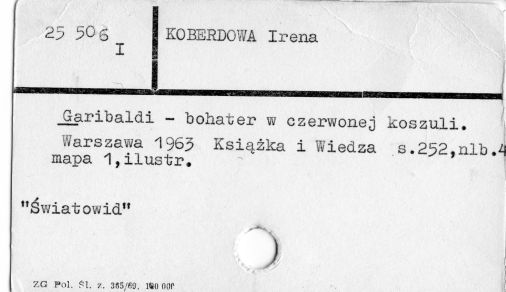 25 506 I
KOBERDOWA Irena
Garibaldi - bohater w czerwonej koszuli.
Warszawa 1963 Książka i Wiedza s.252,nlb.4
mapa 1,ilustr.
"Światowid"
ZG Pol. Śl. z. 365/69. 100 000